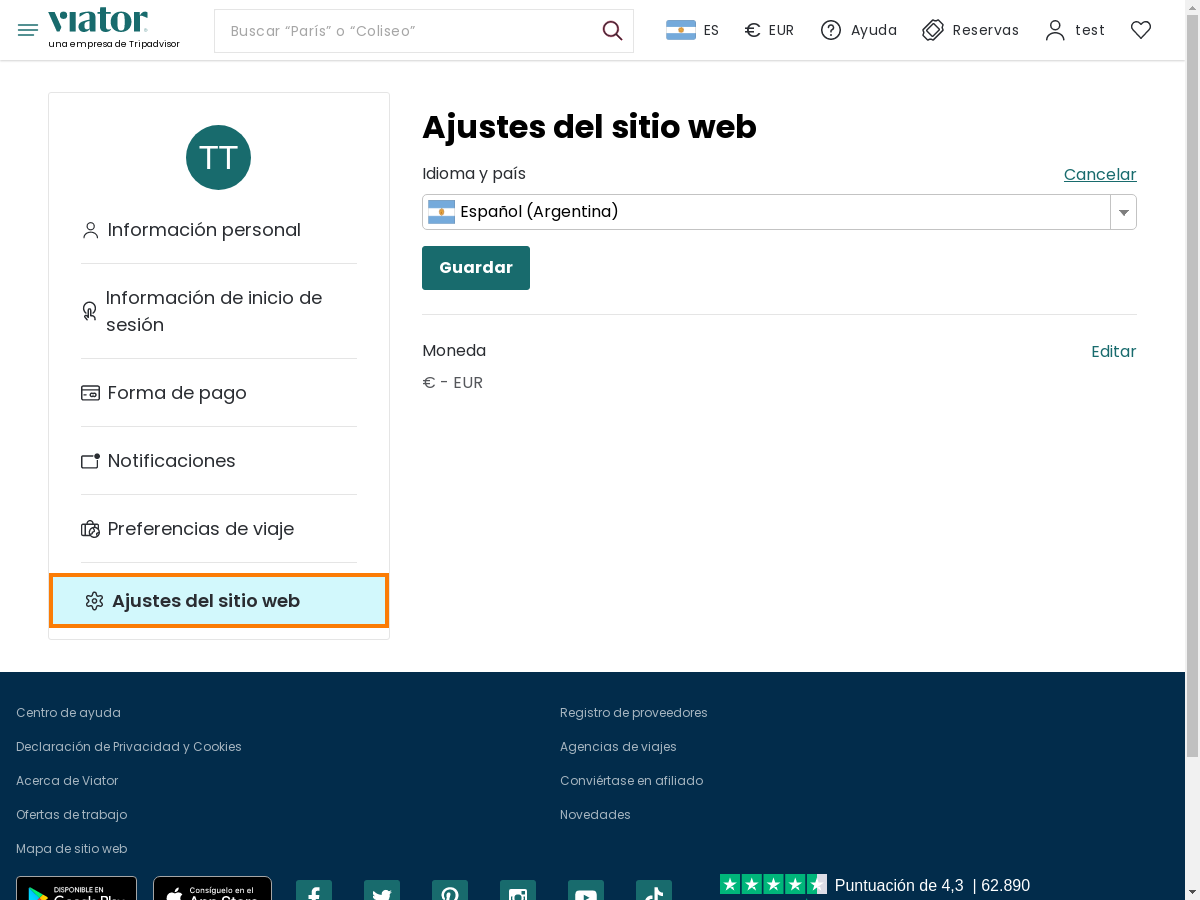 viator
una empresa de Tripadvisor
Buscar “París” o “Coliseo”
ES
€ EUR
Ayuda
Reservas
test
TT
Información personal
Información de inicio de
sesión
Forma de pago
Notificaciones
Preferencias de viaje
Ajustes del sitio web
Ajustes del sitio web
Idioma y país
Cancelar
Español (Argentina)
Guardar
Moneda
Editar
€ - EUR
Centro de ayuda
Declaración de Privacidad y Cookies
Acerca de Viator
Ofertas de trabajo
Mapa de sitio web
Registro de proveedores
Agencias de viajes
Conviértase en afiliado
Novedades
DISPONIBLE EN
Google Play
Consíguelo en el
App Store
Puntuación de 4,3 | 62.890